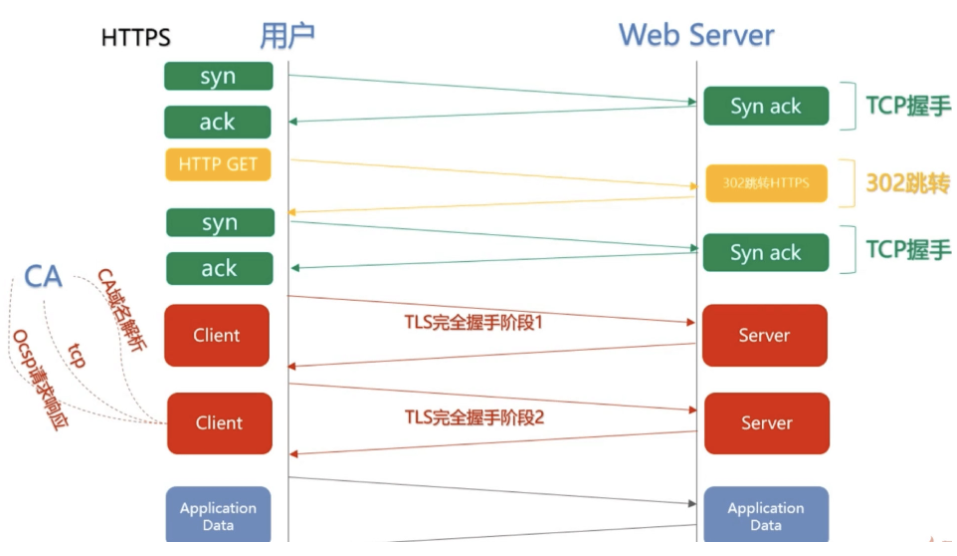 HTTPS 用户 Web Server
syn
Syn ack
TCP握手
ack
HTTP GET
302跳转HTTPS
302跳转
syn
Syn ack
TCP握手
ack
CA
CA域名解析
tcp
Ocsp请求响应
Client
TLS完全握手阶段1
Server
Client
TLS完全握手阶段2
Server
Application
Data
Application
Data